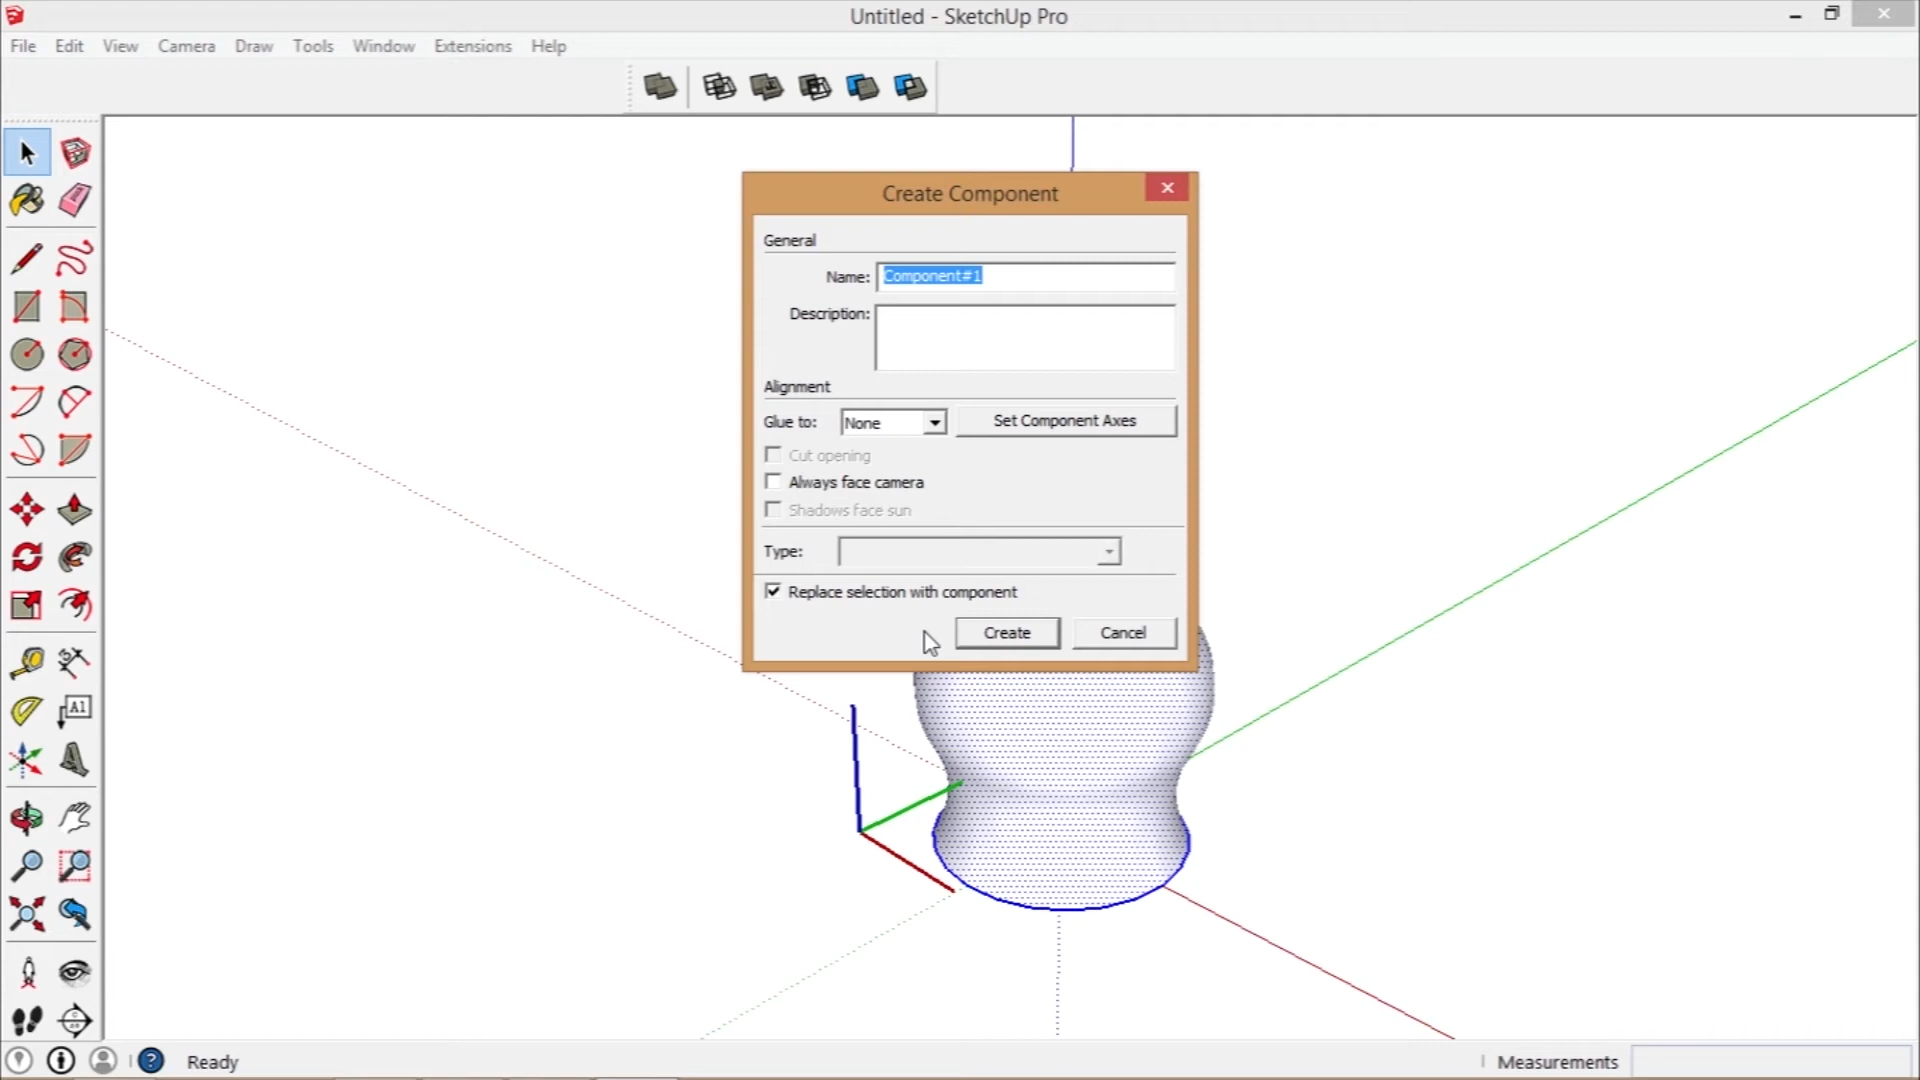 Untitled - SketchUp Pro
File Edit View Camera Draw Tools Window Extensions Help
Create Component
General
Name: Component#1
Description:
Alignment
Glue to: None Set Component Axes
Cut opening
Always face camera
Shadows face sun
Type:
Replace selection with component
Create Cancel
A1
Ready Measurements